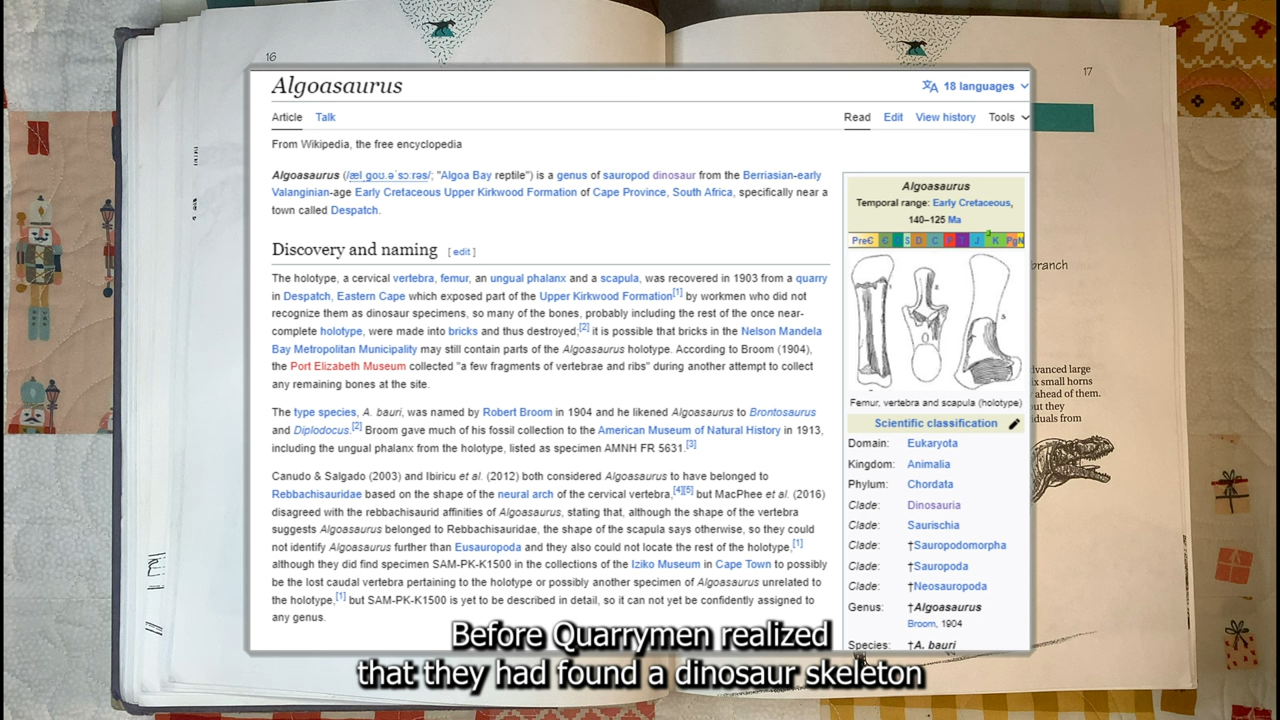 16
17
Algoasaurus
18 languages
Article Talk
Read Edit View history Tools
From Wikipedia, the free encyclopedia
Algoasaurus (/ælˌɡoʊ.əˈsɔːrəs/; "Algoa Bay reptile") is a genus of sauropod dinosaur from the Berriasian-early
Valanginian-age Early Cretaceous Upper Kirkwood Formation of Cape Province, South Africa, specifically near a
town called Despatch.
Discovery and naming [ edit ]
The holotype, a cervical vertebra, femur, an ungual phalanx and a scapula, was recovered in 1903 from a quarry
in Despatch, Eastern Cape which exposed part of the Upper Kirkwood Formation[1] by workmen who did not
recognize them as dinosaur specimens, so many of the bones, probably including the rest of the once near-
complete holotype, were made into bricks and thus destroyed;[2] it is possible that bricks in the Nelson Mandela
Bay Metropolitan Municipality may still contain parts of the Algoasaurus holotype. According to Broom (1904),
the Port Elizabeth Museum collected "a few fragments of vertebrae and ribs" during another attempt to collect
any remaining bones at the site.
The type species, A. bauri, was named by Robert Broom in 1904 and he likened Algoasaurus to Brontosaurus
and Diplodocus.[2] Broom gave much of his fossil collection to the American Museum of Natural History in 1913,
including the ungual phalanx from the holotype, listed as specimen AMNH FR 5631.[3]
Canudo & Salgado (2003) and Ibiricu et al. (2012) both considered Algoasaurus to have belonged to
Rebbachisauridae based on the shape of the neural arch of the cervical vertebra,[4][5] but MacPhee et al. (2016)
disagreed with the rebbachisaurid affinities of Algoasaurus, stating that, although the shape of the vertebra
suggests Algoasaurus belonged to Rebbachisauridae, the shape of the scapula says otherwise, so they could
not identify Algoasaurus further than Eusauropoda and they also could not locate the rest of the holotype,[1]
although they did find specimen SAM-PK-K1500 in the collections of the Iziko Museum in Cape Town to possibly
be the lost caudal vertebra pertaining to the holotype or possibly another specimen of Algoasaurus unrelated to
the holotype,[1] but SAM-PK-K1500 is yet to be described in detail, so it can not yet be confidently assigned to
any genus.
Algoasaurus
Temporal range: Early Cretaceous,
140–125 Ma
PreꞒ Ꞓ S D C P T J K PgN
Femur, vertebra and scapula (holotype)
Scientific classification
Domain: Eukaryota
Kingdom: Animalia
Phylum: Chordata
Clade: Dinosauria
Clade: Saurischia
Clade: †Sauropodomorpha
Clade: †Sauropoda
Clade: †Neosauropoda
Genus: †Algoasaurus
Broom, 1904
Species: †A. bauri
branch
large
small horns
ahead of them.
they
from
Before Quarrymen realized
that they had found a dinosaur skeleton